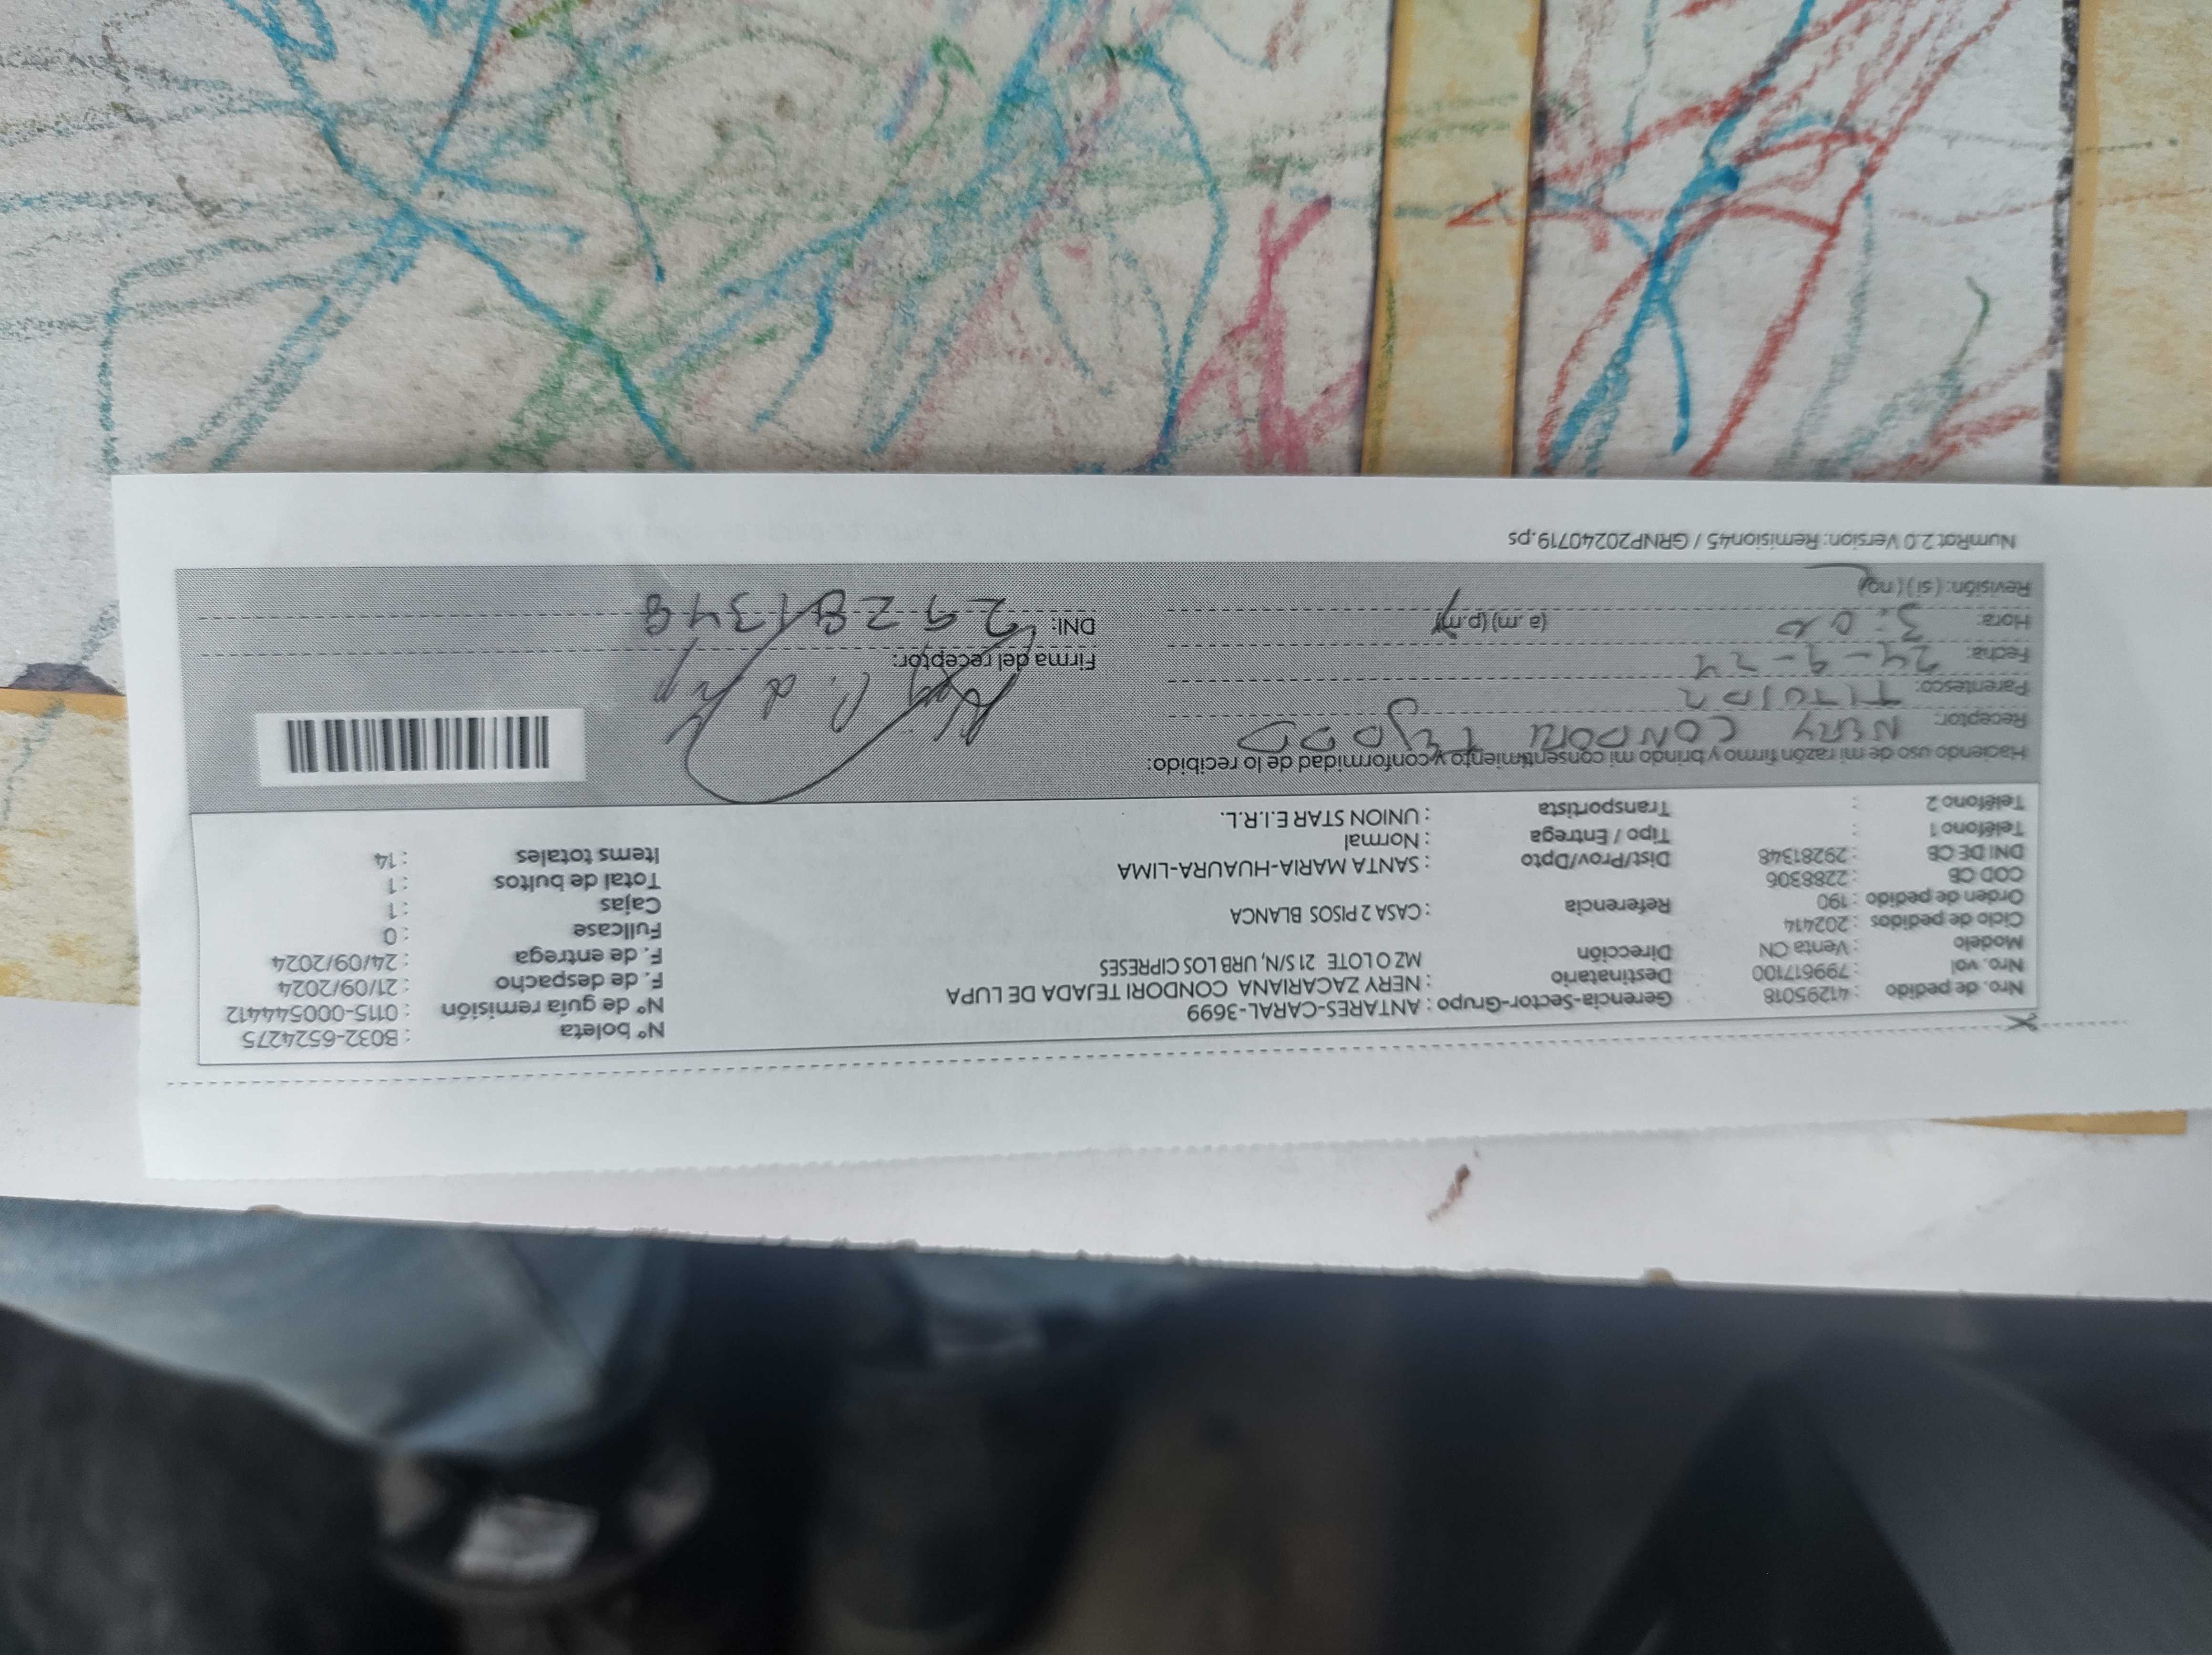 Nro. de pedido : 41295018 Gerencia-Sector-Grupo : ANTARES-CARAL-3699 N° boleta : B032-6524275
Nro. vol : 799617100 Destinatario : NERY ZACARIANA CONDORI TEJADA DE LUPA N° de guía remisión : 0115-000544412
Modelo : Venta CN Dirección MZ O LOTE 21 S/N, URB LOS CIPRESES F. de despacho : 21/09/2024
Ciclo de pedidos : 202414 F. de entrega : 24/09/2024
Orden de pedido : 190 Referencia : CASA 2 PISOS BLANCA Fullcase : 0
COD CB : 2288306 Cajas : 1
DNI DE CB : 29281348 Dist/Prov/Dpto : SANTA MARIA-HUAURA-LIMA Total de bultos : 1
Teléfono 1 : Tipo / Entrega : Normal Items totales : 14
Teléfono 2 : Transportista : UNION STAR E.I.R.L.
Haciendo uso de mi razón firmo y brindo mi consentimiento y conformidad de lo recibido:
Receptor: NERY CONDORI
Parentesco: TITULAR
Fecha: 24-9-24 Firma del receptor:
Hora: (a. m) (p.m) DNI: 29281348
Revisión: (si) (no)
NumRot 2.0 Version: Remision45 / GRNP20240719.ps